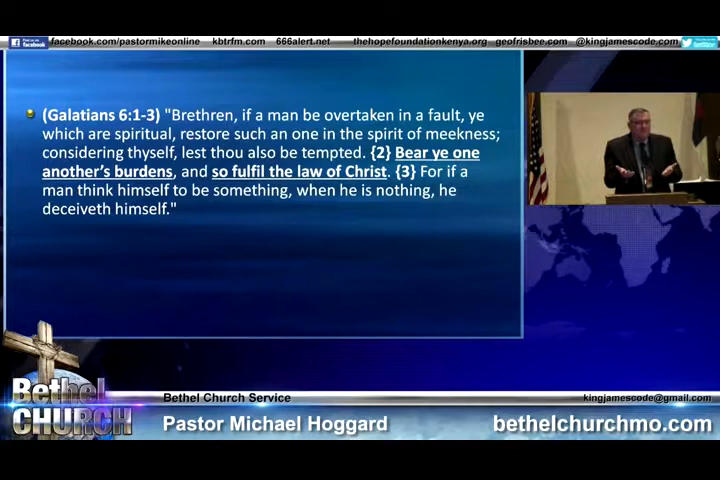 facebook.com/pastormikeonline kbtrfm.com 666alert.net thehopefoundationkenya.org geofrisbee.com @kingjamescode.com
facebook
(Galatians 6:1-3) "Brethren, if a man be overtaken in a fault, ye
which are spiritual, restore such an one in the spirit of meekness;
considering thyself, lest thou also be tempted. {2} Bear ye one
another's burdens, and so fulfil the law of Christ. {3} For if a
man think himself to be something, when he is nothing, he
deceiveth himself."
Bethel
CHURCH
Bethel Church Service
kingjamescode@gmail.com
Pastor Michael Hoggard
bethelchurchmo.com